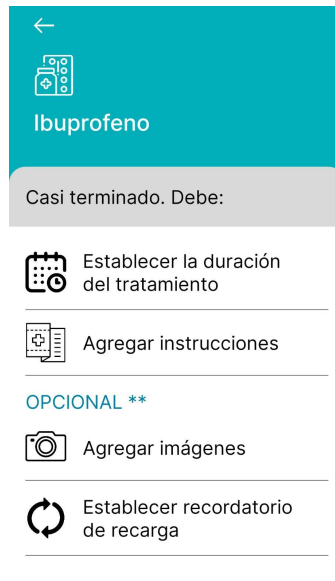 Ibuprofeno
Casi terminado. Debe:
Establecer la duración
del tratamiento
Agregar instrucciones
OPCIONAL **
Agregar imágenes
Establecer recordatorio
de recarga